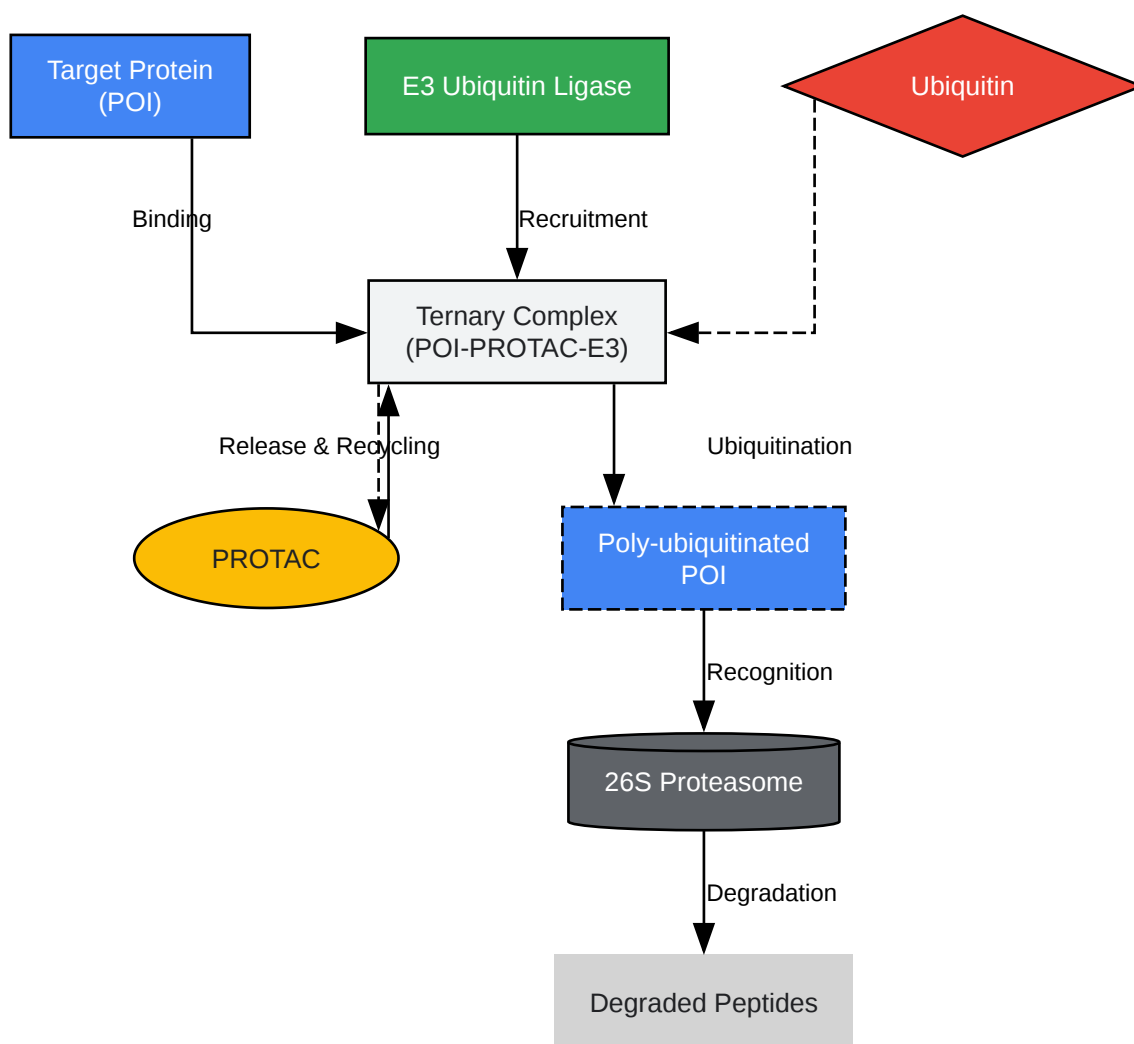 Target Protein
(POI)
E3 Ubiquitin Ligase
Ubiquitin
Binding
Recruitment
Ternary Complex
(POI-PROTAC-E3)
Release & Recycling
Ubiquitination
PROTAC
Poly-ubiquitinated
POI
Recognition
26S Proteasome
Degradation
Degraded Peptides